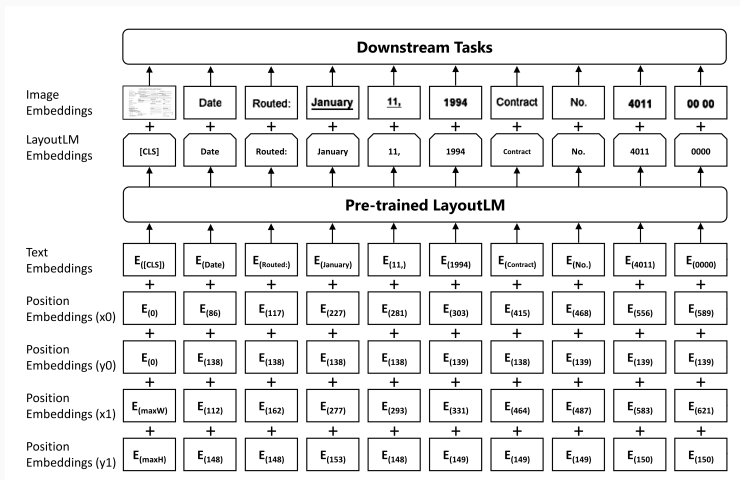 Downstream Tasks
Image
Embeddings
Date Routed: January 11, 1994 Contract No. 4011 00 00
+ + + + + + + + + +
LayoutLM
Embeddings
[CLS] Date Routed: January 11, 1994 Contract No. 4011 0000
Pre-trained LayoutLM
Text
Embeddings
E([CLS]) E(Date) E(Routed:) E(January) E(11,) E(1994) E(Contract) E(No.) E(4011) E(0000)
+ + + + + + + + + +
Position
Embeddings (x0)
E(0) E(86) E(117) E(227) E(281) E(303) E(415) E(468) E(556) E(589)
+ + + + + + + + + +
Position
Embeddings (y0)
E(0) E(138) E(138) E(138) E(138) E(139) E(138) E(139) E(139) E(139)
+ + + + + + + + + +
Position
Embeddings (x1)
E(maxW) E(112) E(162) E(277) E(293) E(331) E(464) E(487) E(583) E(621)
+ + + + + + + + + +
Position
Embeddings (y1)
E(maxH) E(148) E(148) E(153) E(148) E(149) E(149) E(149) E(150) E(150)